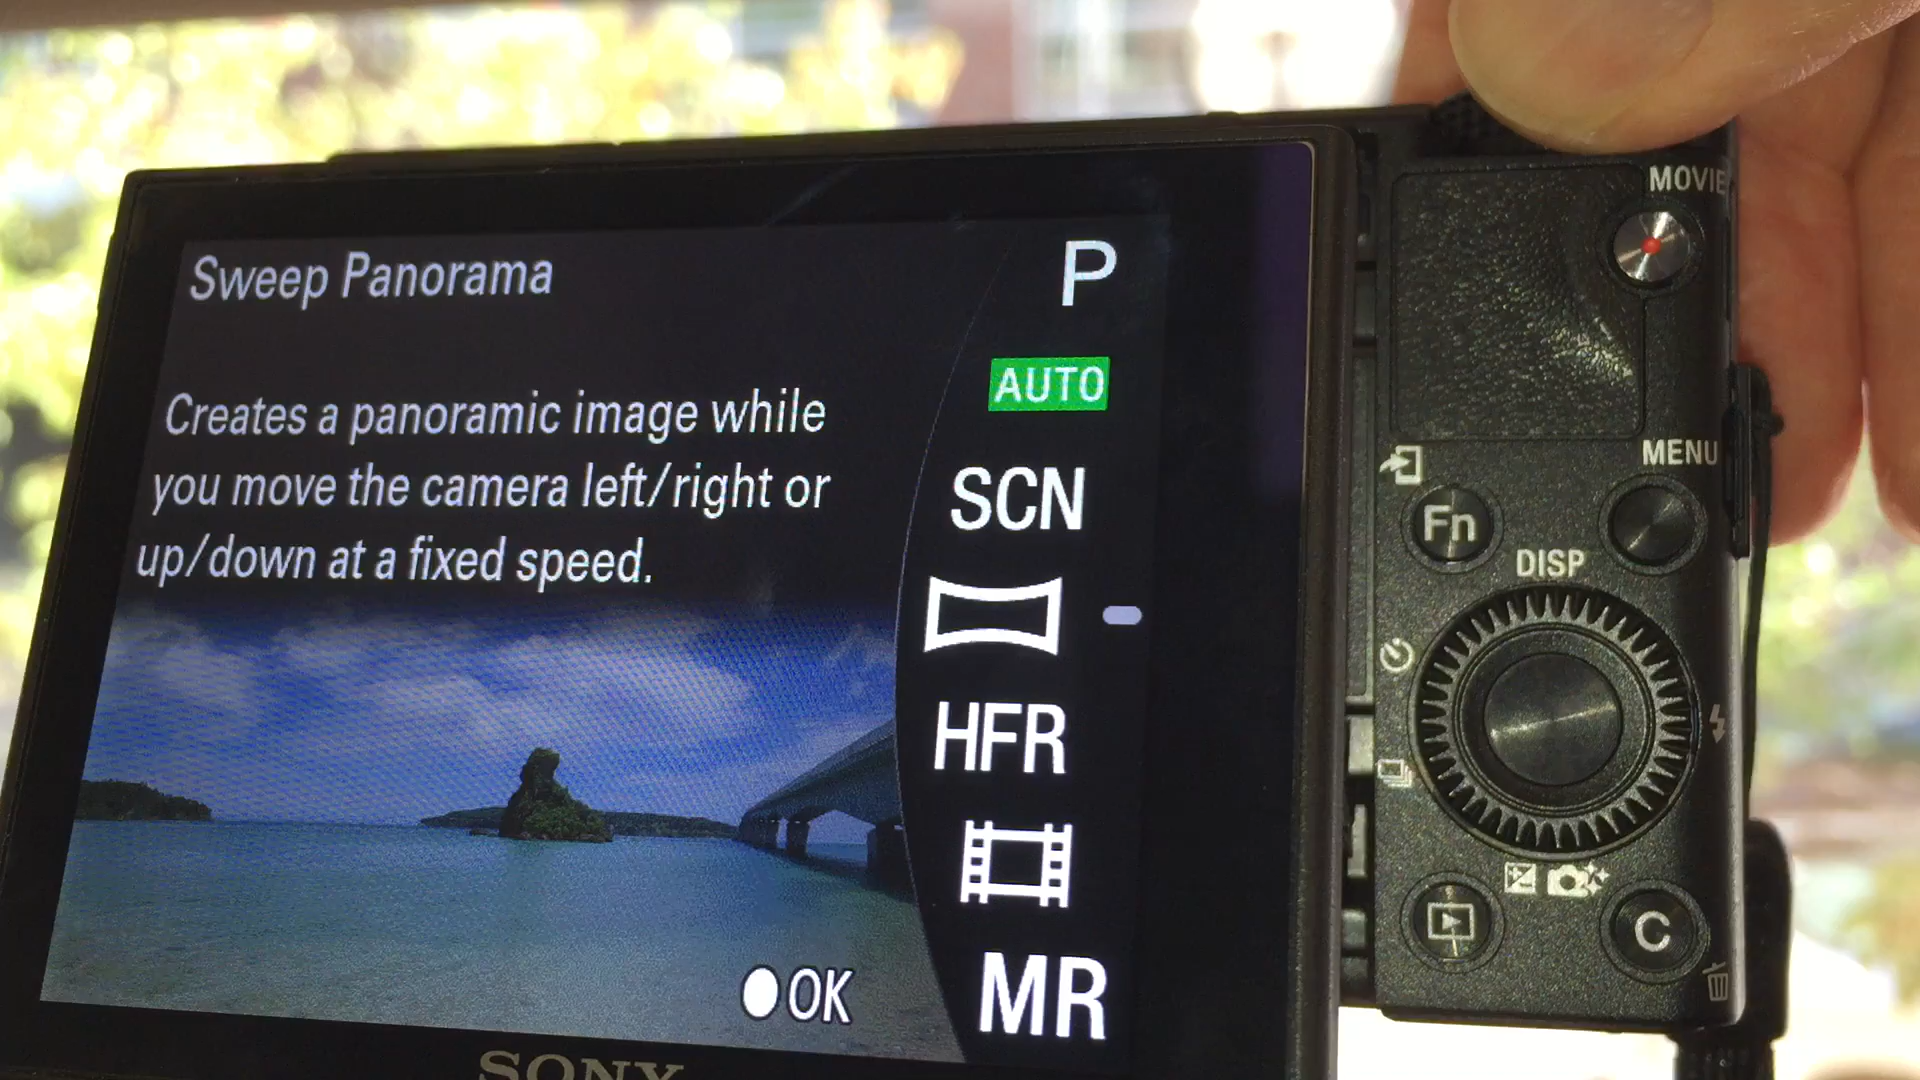 Sweep Panorama
Creates a panoramic image while
you move the camera left/right or
up/down at a fixed speed.
OK
P
AUTO
SCN
HFR
MR
SONY
MOVIE
MENU
Fn
DISP
C